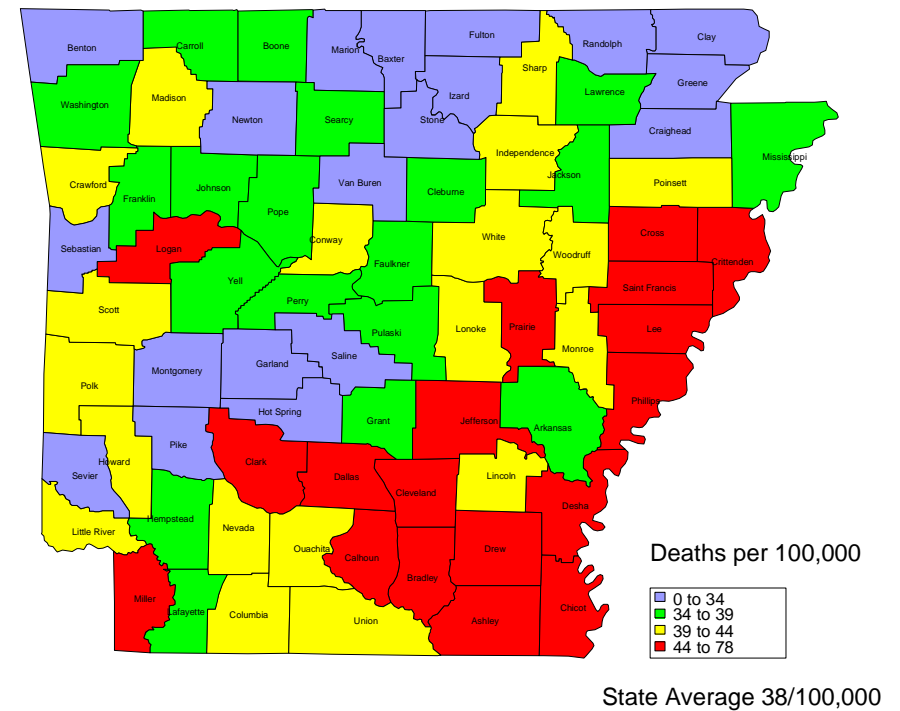 Benton
Carroll
Boone
Marion
Baxter
Fulton
Randolph
Clay
Sharp
Izard
Greene
Lawrence
Washington
Madison
Newton
Searcy
Stone
Craighead
Mississippi
Independence
Jackson
Poinsett
Crawford
Franklin
Johnson
Pope
Van Buren
Cleburne
Sebastian
Logan
Conway
Faulkner
White
Woodruff
Cross
Crittenden
Yell
Perry
Saint Francis
Scott
Pulaski
Lonoke
Prairie
Monroe
Lee
Polk
Montgomery
Garland
Saline
Hot Spring
Grant
Jefferson
Arkansas
Phillips
Pike
Howard
Sevier
Clark
Dallas
Cleveland
Lincoln
Desha
Little River
Hempstead
Nevada
Ouachita
Calhoun
Drew
Bradley
Miller
Lafayette
Columbia
Union
Ashley
Chicot
Deaths per 100,000
0 to 34
34 to 39
39 to 44
44 to 78
State Average 38/100,000